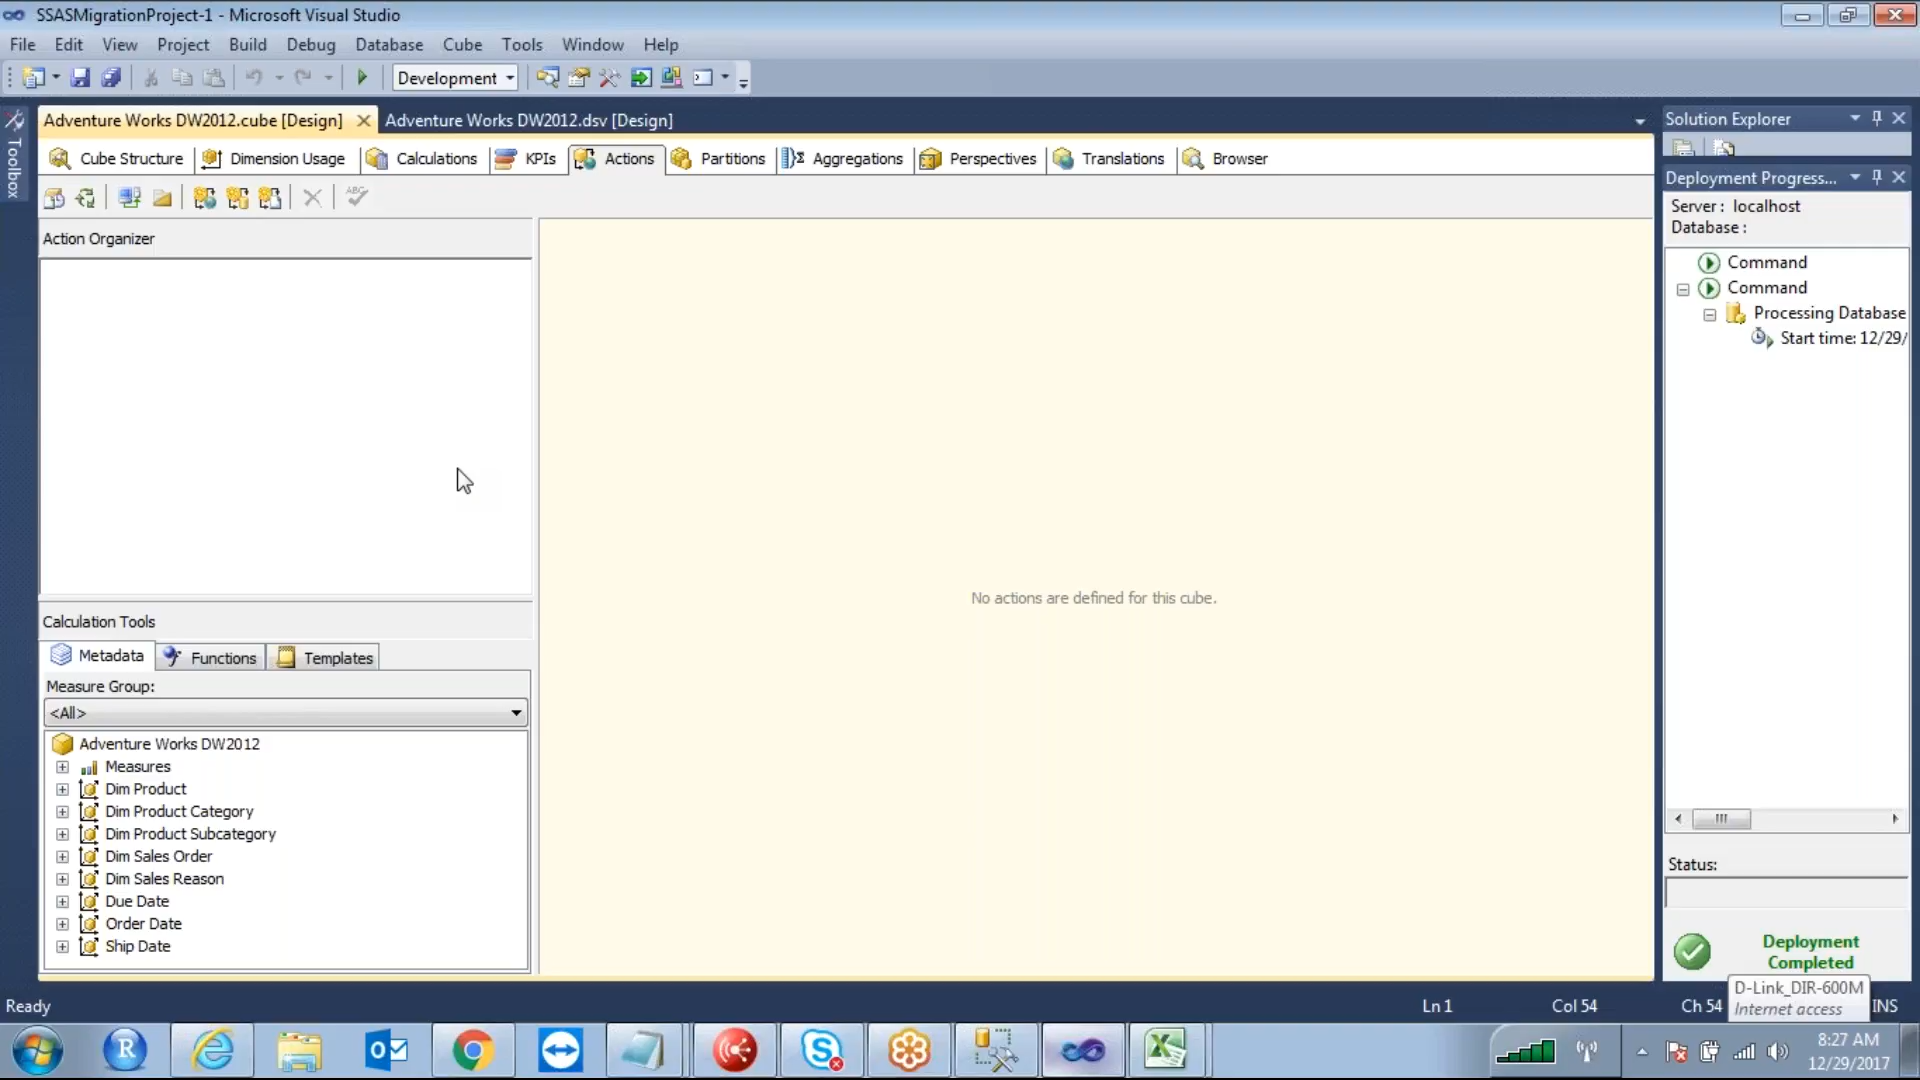 SSASMigrationProject-1 - Microsoft Visual Studio
File Edit View Project Build Debug Database Cube Tools Window Help
Development
Adventure Works DW2012.cube [Design]
Adventure Works DW2012.dsv [Design]
Toolbox
Cube Structure
Dimension Usage
Calculations
KPIs
Actions
Partitions
Aggregations
Perspectives
Translations
Browser
Action Organizer
No actions are defined for this cube.
Calculation Tools
Metadata
Functions
Templates
Measure Group:
<All>
Adventure Works DW2012
Measures
Dim Product
Dim Product Category
Dim Product Subcategory
Dim Sales Order
Dim Sales Reason
Due Date
Order Date
Ship Date
Solution Explorer
Deployment Progress...
Server : localhost
Database :
Command
Command
Processing Database
Start time: 12/29/
Status:
Deployment
Completed
D-Link_DIR-600M
Internet access
Ready
Ln 1
Col 54
Ch 54
INS
8:27 AM
12/29/2017